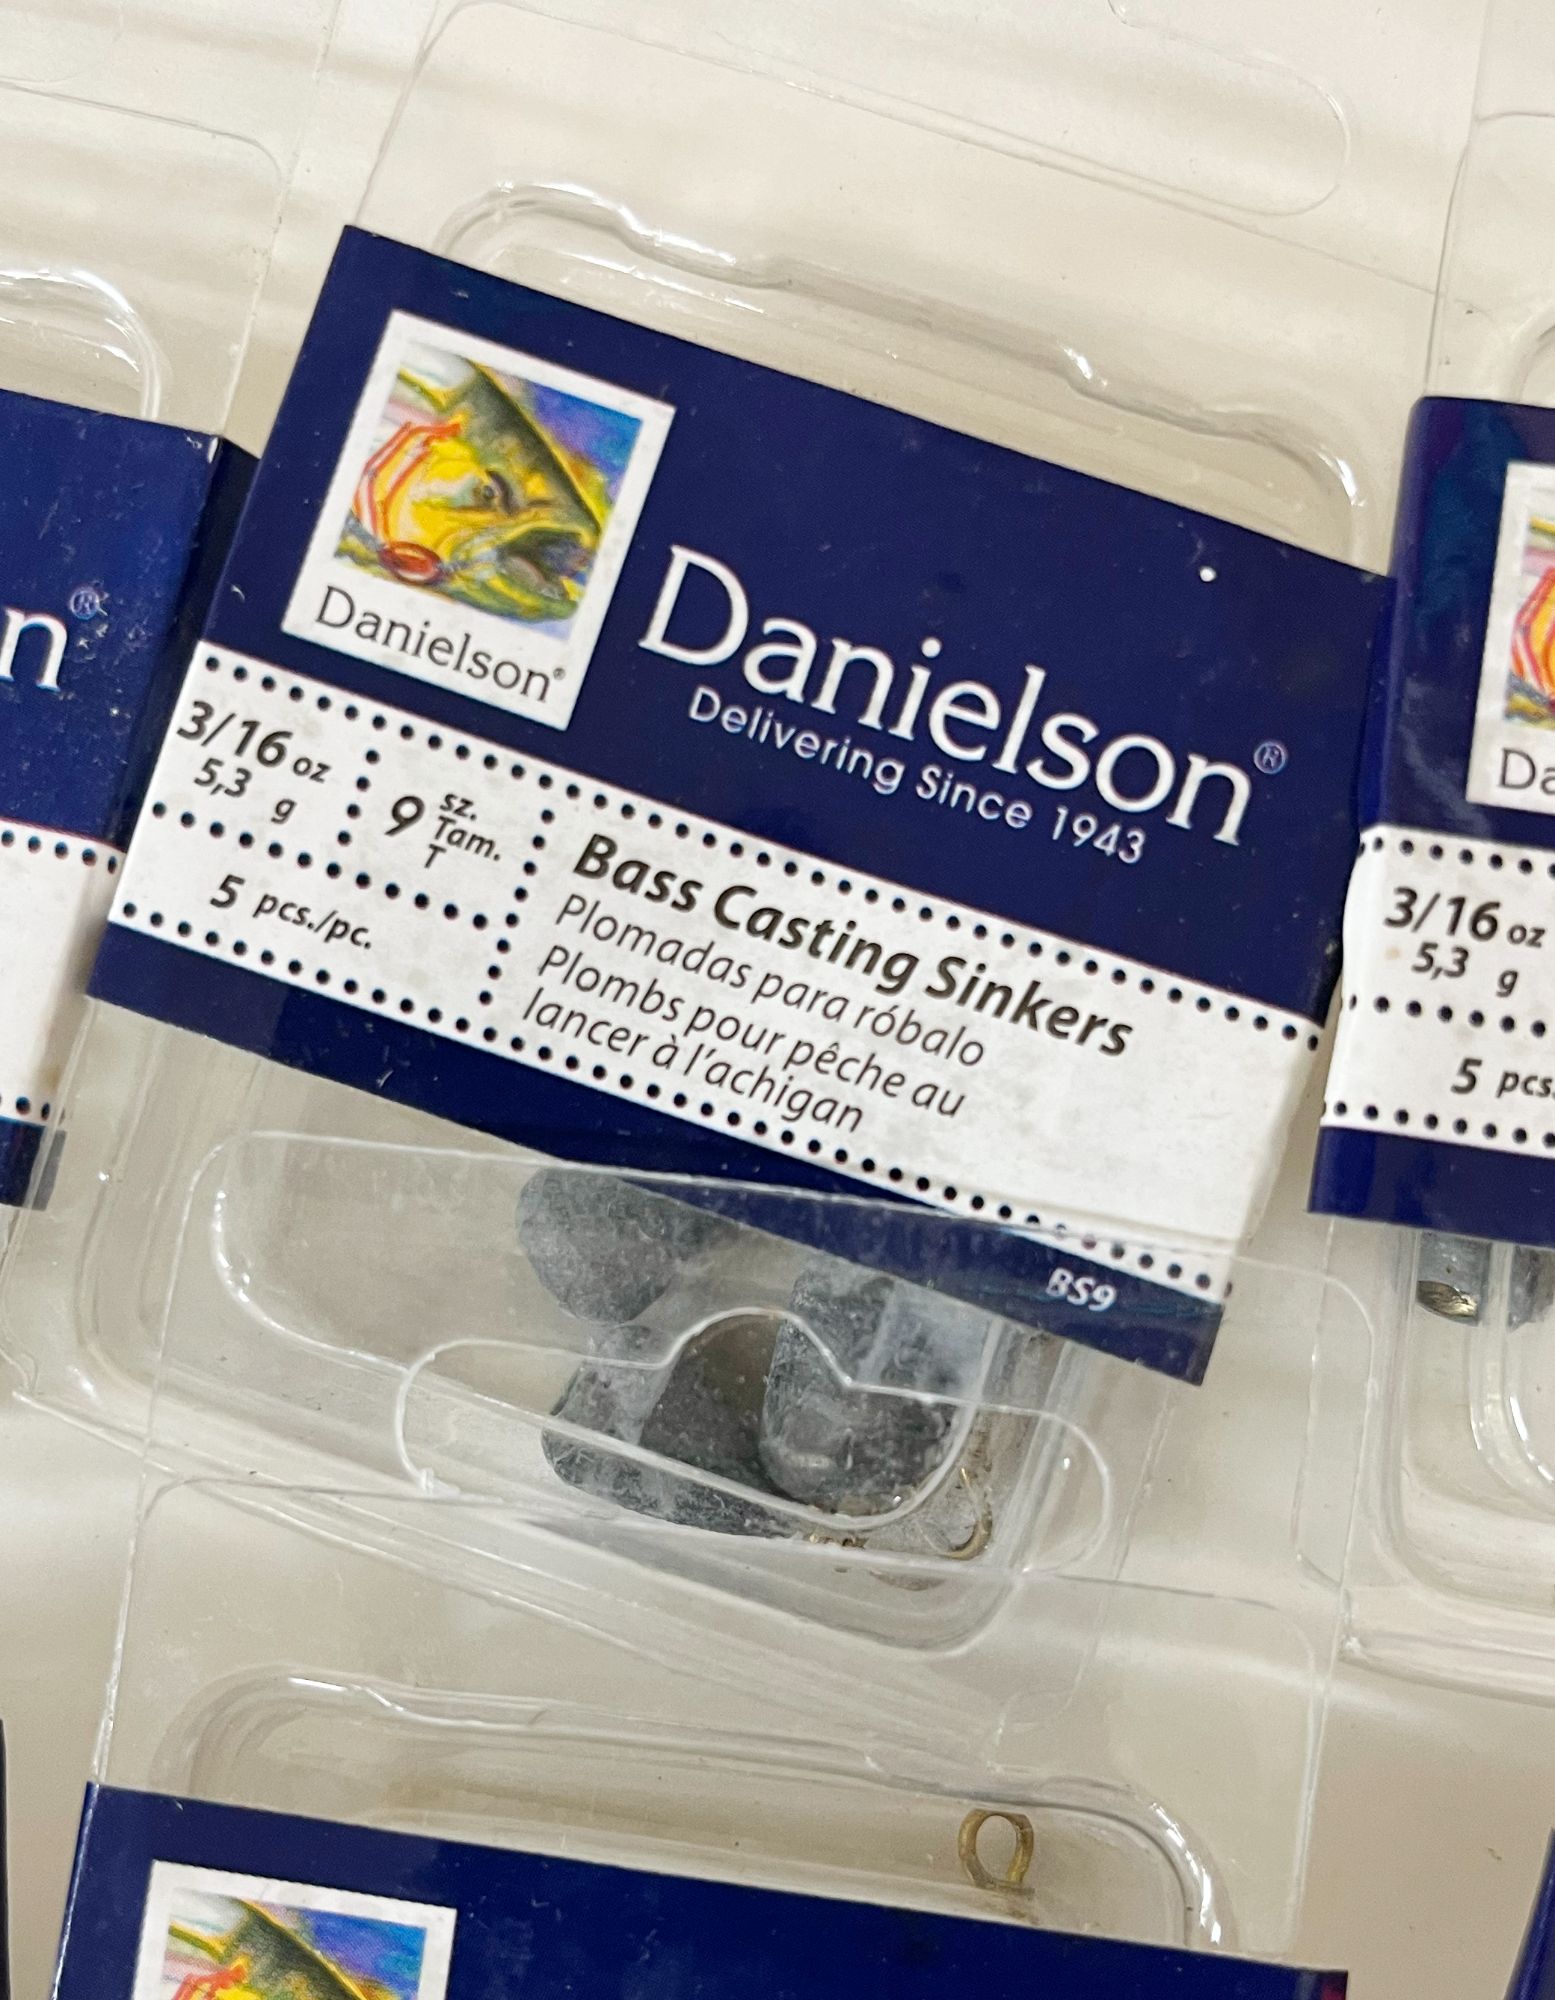 Danielson®
Danielson®
Delivering Since 1943
3/16 oz
5,3 g
9 sz.
Tam.
T
5 pcs./pc.
Bass Casting Sinkers
Plomadas para róbalo
Plombs pour pêche au
lancer à l'achigan
BS9
n®
Da
3/16 oz
5,3 g
5 pcs.